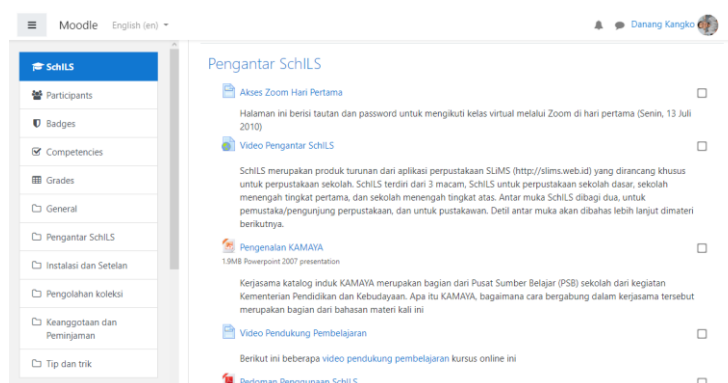 Moodle English (en)
Danang Kangko
SchILS
Participants
Badges
Competencies
Grades
General
Pengantar SchILS
Instalasi dan Setelan
Pengolahan koleksi
Keanggotaan dan
Peminjaman
Tip dan trik
Pengantar SchILS
Akses Zoom Hari Pertama
Halaman ini berisi tautan dan password untuk mengikuti kelas virtual melalui Zoom di hari pertama (Senin, 13 Juli
2010)
Video Pengantar SchILS
SchILS merupakan produk turunan dari aplikasi perpustakaan SLiMS (http://slims.web.id) yang dirancang khusus
untuk perpustakaan sekolah. SchILS terdiri dari 3 macam, SchILS untuk perpustakaan sekolah dasar, sekolah
menengah tingkat pertama, dan sekolah menengah tingkat atas. Antar muka SchILS dibagi dua, untuk
pemustaka/pengunjung perpustakaan, dan untuk pustakawan. Detil antar muka akan dibahas lebih lanjut dimateri
berikutnya.
Pengenalan KAMAYA
1.9MB Powerpoint 2007 presentation
Kerjasama katalog induk KAMAYA merupakan bagian dari Pusat Sumber Belajar (PSB) sekolah dari kegiatan
Kementerian Pendidikan dan Kebudayaan. Apa itu KAMAYA, bagaimana cara bergabung dalam kerjasama tersebut
merupakan bagian dari bahasan materi kali ini
Video Pendukung Pembelajaran
Berikut ini beberapa video pendukung pembelajaran kursus online ini
Pedoman Penggunaan SchILS